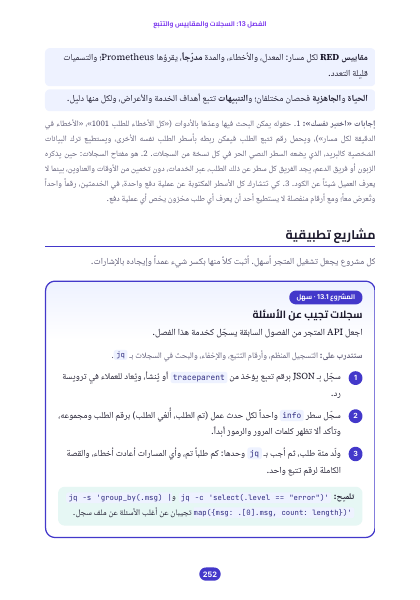 الفصل 13: السجلات والمقاييس والتتبع
مقاييس RED لكل مسار: المعدل، والأخطاء، والمدة مدرّجاً، يقرؤها Prometheus؛ والتسميات
قليلة التعدد.
الحياة والجاهزية فحصان مختلفان؛ والتنبيهات تتبع أهداف الخدمة والأعراض، ولكل منها دليل.
إجابات «اختبر نفسك»: 1. حقوله يمكن البحث فيها وعدّها بالأدوات («كل الأخطاء للطلب 1001»، «الأخطاء في
الدقيقة لكل مسار»)، ويحمل رقم تتبع الطلب فيمكن ربطه بأسطر الطلب نفسه الأخرى، ويستطيع ترك البيانات
الشخصية كالبريد، الذي يضعه السطر النصي الحر في كل نسخة من السجلات. 2. هو مفتاح السجلات: حين يذكره
الزبون أو فريق الدعم، يجد الفريق كل سطر عن ذلك الطلب، عبر الخدمات، دون تخمين من الأوقات والعناوين، بينما لا
يعرف العميل شيئاً عن الكود. 3. كي تتشارك كل الأسطر المكتوبة عن عملية دفع واحدة، في الخدمتين، رقماً واحداً
وتُعرض معاً؛ ومع أرقام منفصلة لا يستطيع أحد أن يعرف أي طلب مخزون يخص أي عملية دفع.
مشاريع تطبيقية
كل مشروع يجعل تشغيل المتجر أسهل. أثبت كلاً منها بكسر شيء عمداً وإيجاده بالإشارات.
المشروع 13.1 · سهل
سجلات تجيب عن الأسئلة
اجعل API المتجر من الفصول السابقة يسجّل كخدمة هذا الفصل.
ستتدرب على: التسجيل المنظم، وأرقام التتبع، والإخفاء، والبحث في السجلات بـ jq .
1 سجّل بـ JSON برقم تتبع يؤخذ من traceparent أو يُنشأ، ويُعاد للعملاء في ترويسة
رد.
2 سجّل سطر info واحداً لكل حدث عمل (تم الطلب، أُلغي الطلب) برقم الطلب ومجموعه،
وتأكد ألا تظهر كلمات المرور والرموز أبداً.
3 ولّد مئة طلب، ثم أجب بـ jq وحدها: كم طلباً تم، وأي المسارات أعادت أخطاء، والقصة
الكاملة لرقم تتبع واحد.
تلميح: jq -c 'select(.level == "error")' و jq -s 'group_by(.msg) |
map({msg: .[0].msg, count: length})' تجيبان عن أغلب الأسئلة عن ملف سجل.
252